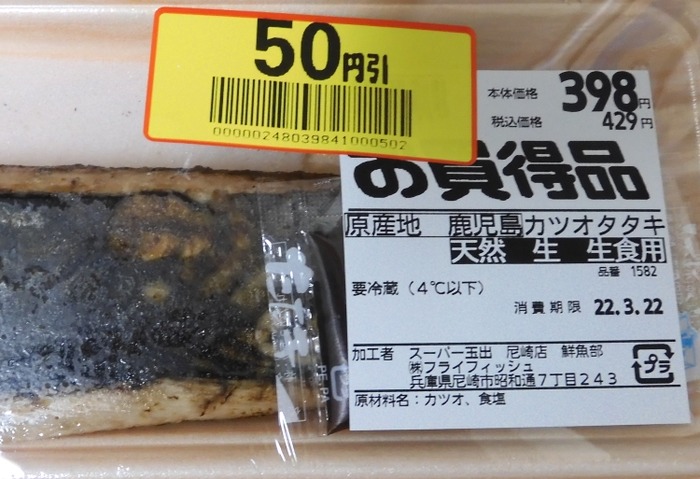 50円引
00000248039841000502
本体価格 398円
税込価格 429円
お買得品
原産地 鹿児島カツオタタキ
天然 生 生食用
品番 1582
要冷蔵（4℃以下）
消費期限 22.3.22
加工者 スーパー玉出 尼崎店 鮮魚部
㈱フライフィッシュ
兵庫県尼崎市昭和通7丁目243
プラ
原材料名：カツオ、食塩